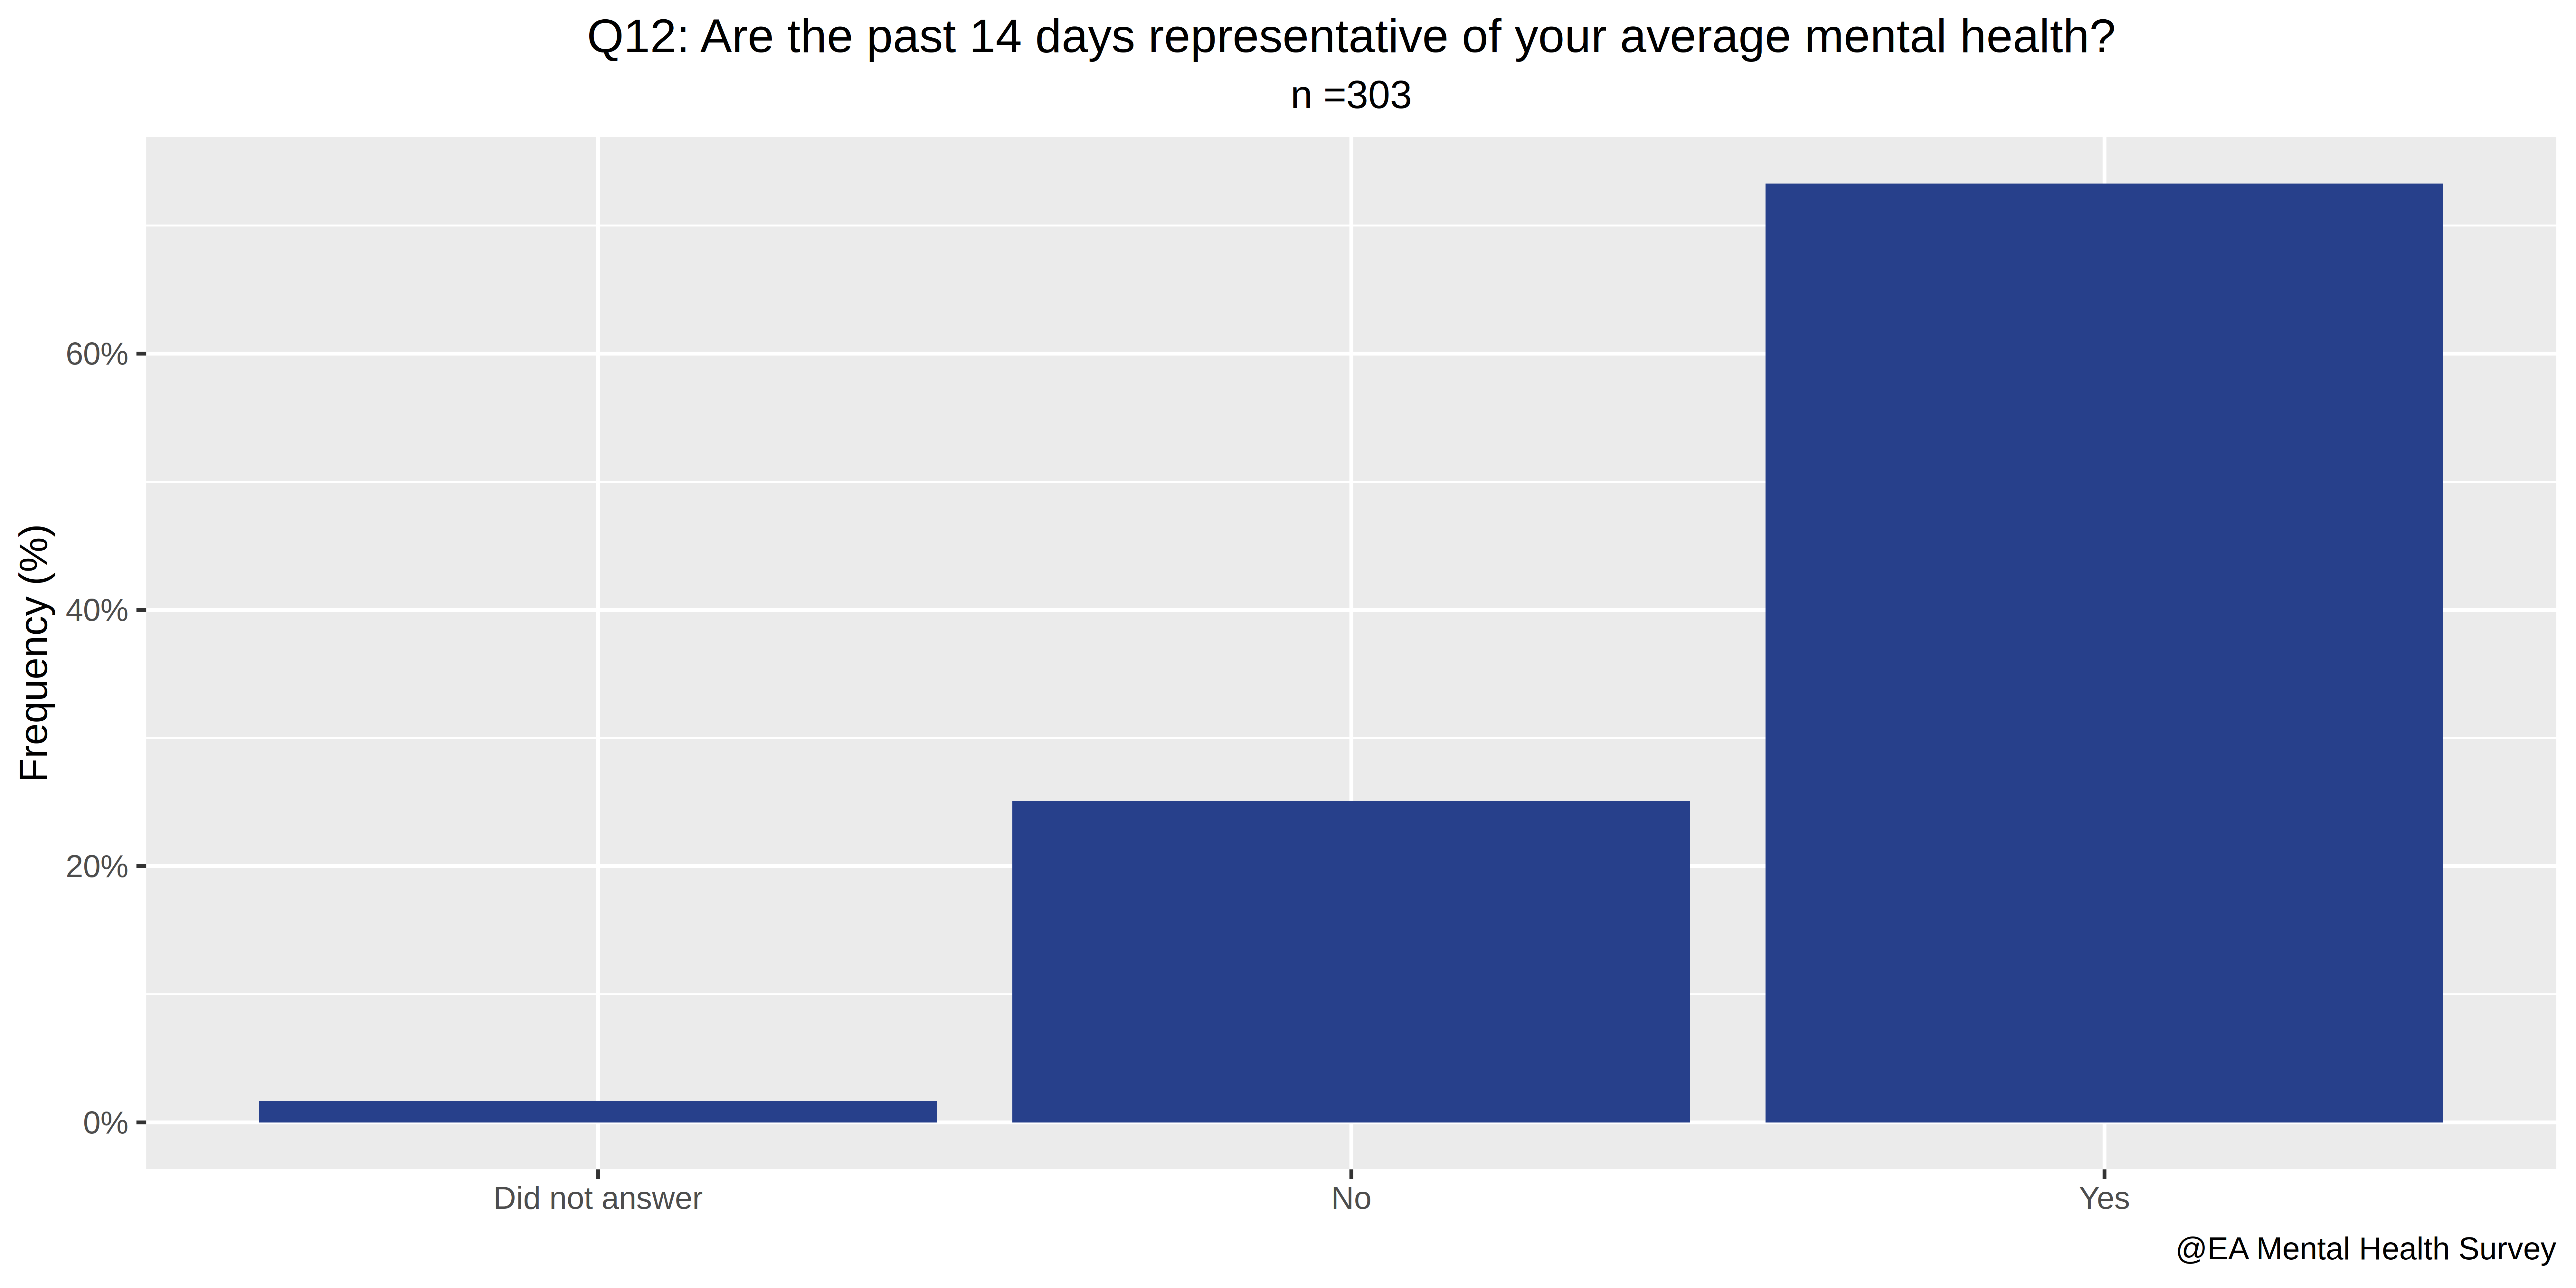 Q12: Are the past 14 days representative of your average mental health?
n =303
Frequency (%)
60%
40%
20%
0%
Did not answer
No
Yes
@EA Mental Health Survey